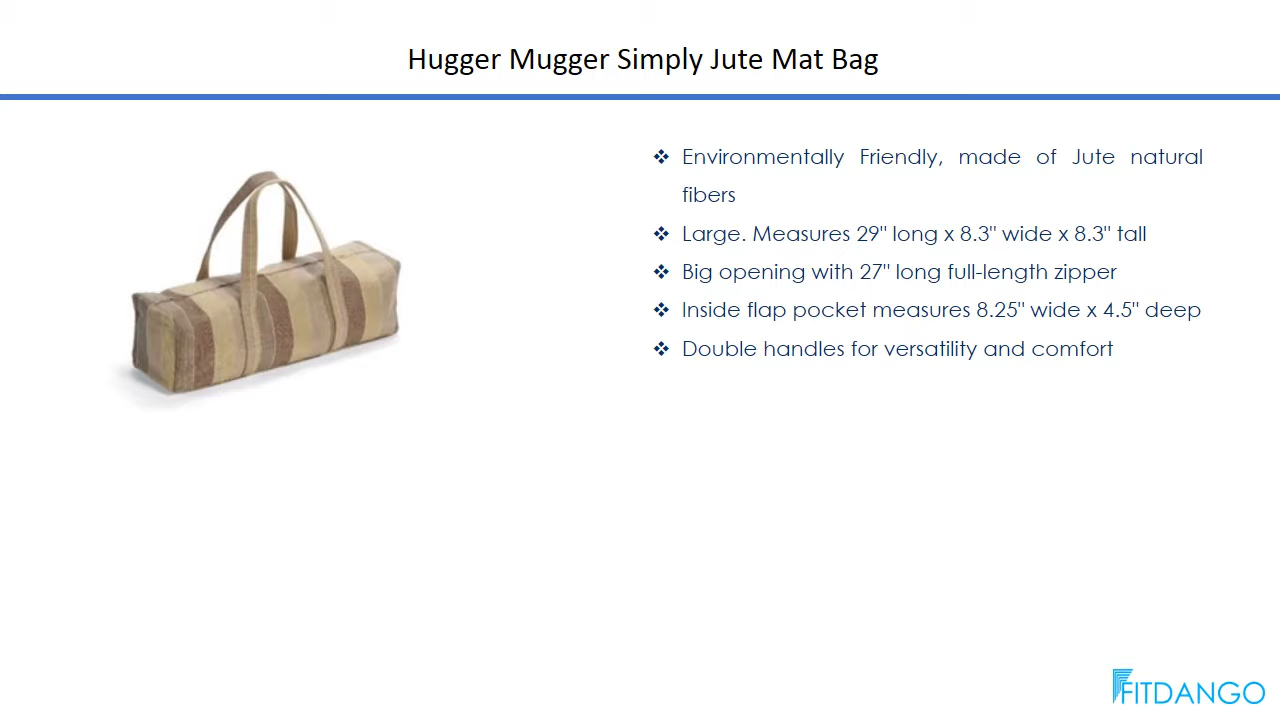 Hugger Mugger Simply Jute Mat Bag
❖ Environmentally Friendly, made of Jute natural
fibers
❖ Large. Measures 29" long x 8.3" wide x 8.3" tall
❖ Big opening with 27" long full-length zipper
❖ Inside flap pocket measures 8.25" wide x 4.5" deep
❖ Double handles for versatility and comfort
FITDANGO